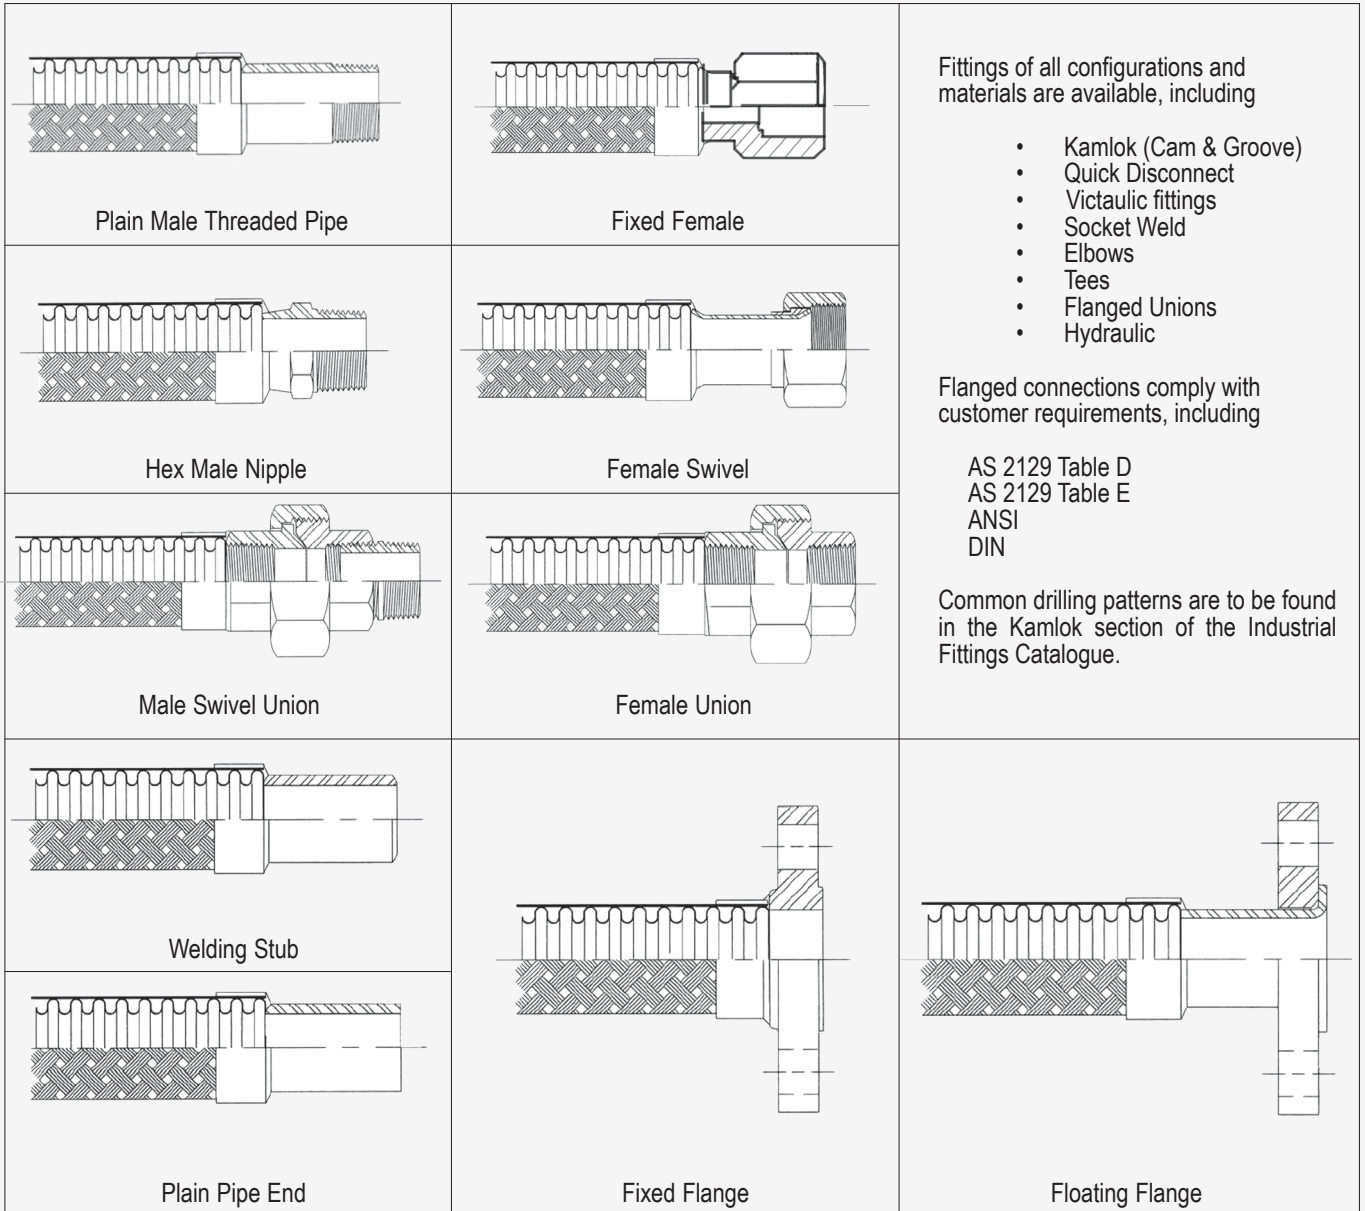 Plain Male Threaded Pipe
Fixed Female
Fittings of all configurations and
materials are available, including
• Kamlok (Cam & Groove)
• Quick Disconnect
• Victaulic fittings
• Socket Weld
• Elbows
• Tees
• Flanged Unions
• Hydraulic
Flanged connections comply with
customer requirements, including
AS 2129 Table D
AS 2129 Table E
ANSI
DIN
Common drilling patterns are to be found
in the Kamlok section of the Industrial
Fittings Catalogue.
Hex Male Nipple
Female Swivel
Male Swivel Union
Female Union
Welding Stub
Plain Pipe End
Fixed Flange
Floating Flange